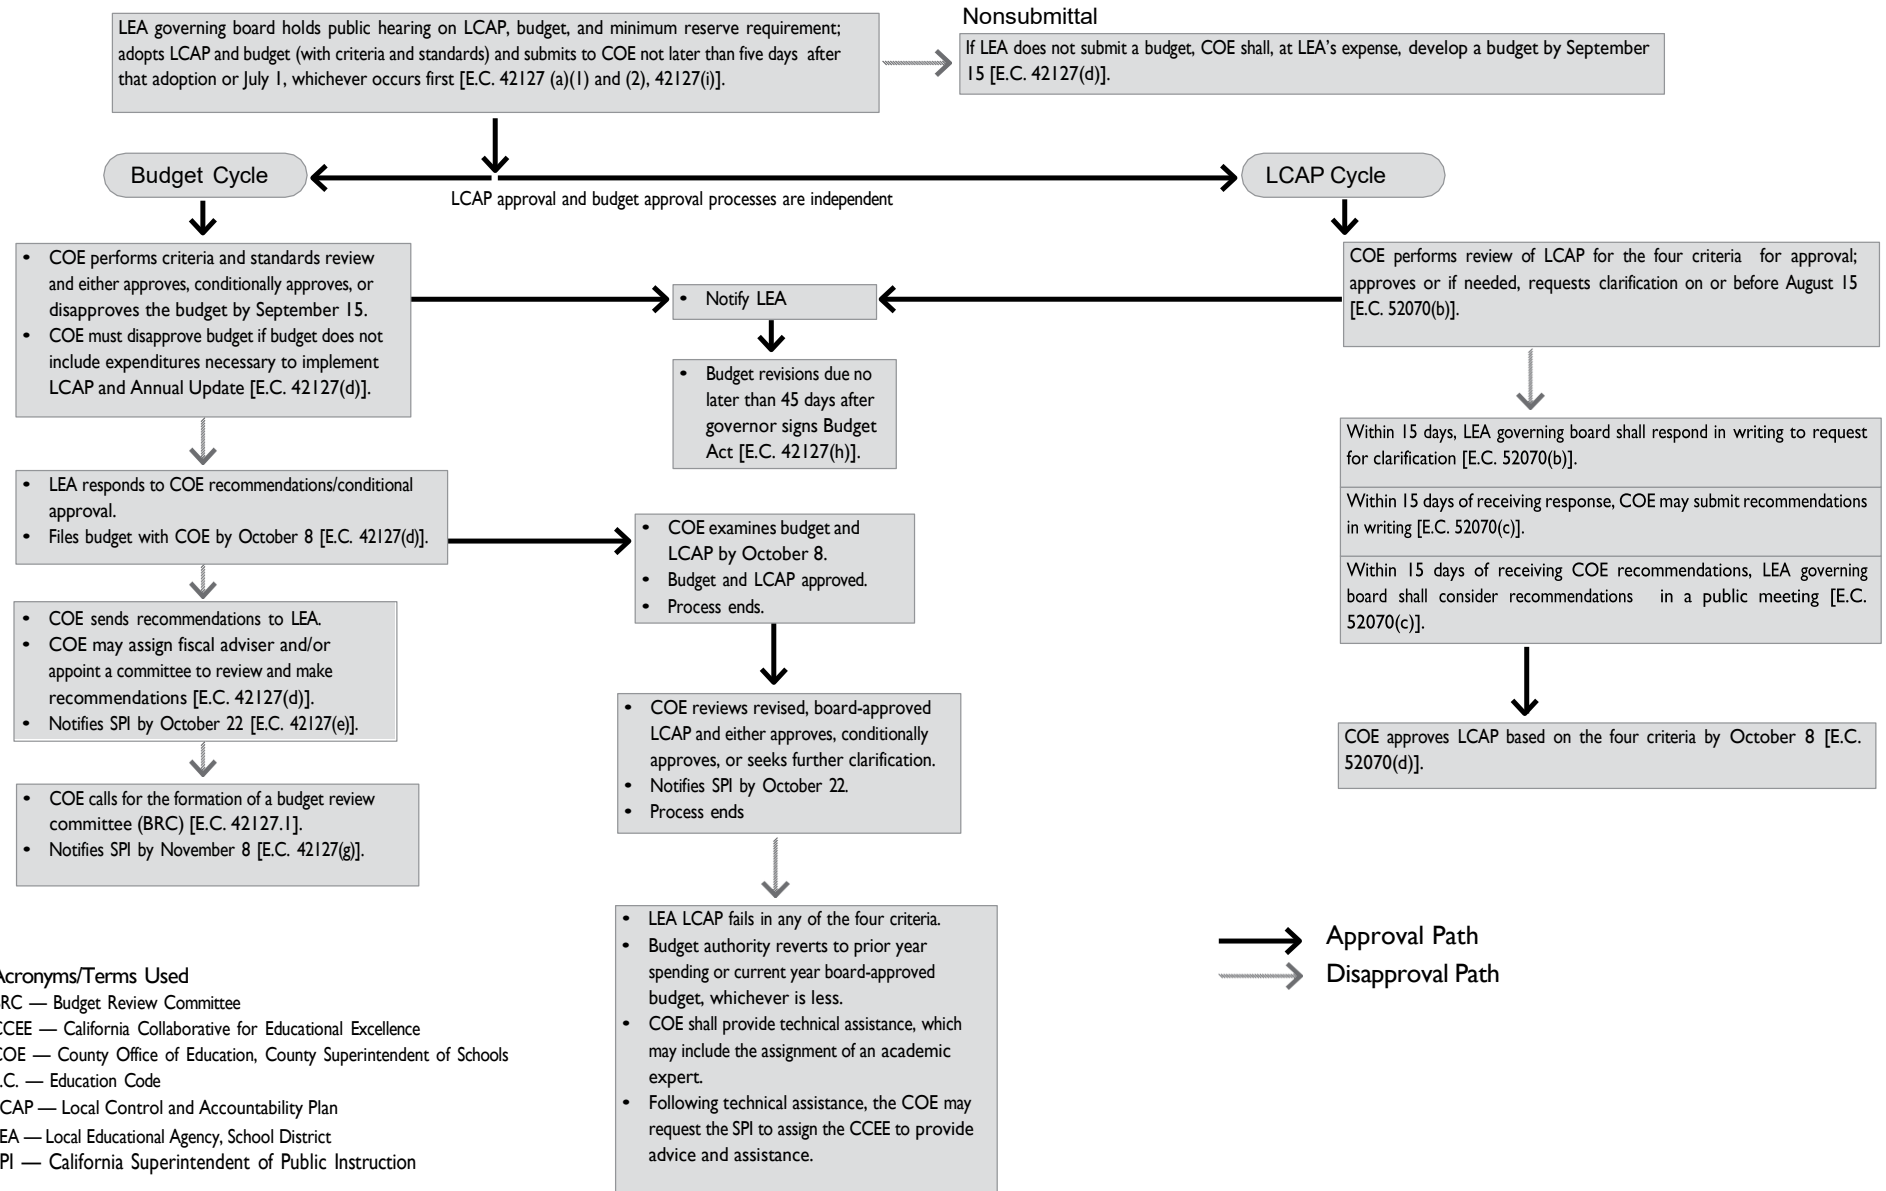 LEA governing board holds public hearing on LCAP, budget, and minimum reserve requirement;
adopts LCAP and budget (with criteria and standards) and submits to COE not later than five days after
that adoption or July 1, whichever occurs first [E.C. 42127 (a)(1) and (2), 42127(i)].
Nonsubmittal
If LEA does not submit a budget, COE shall, at LEA’s expense, develop a budget by September
15 [E.C. 42127(d)].
Budget Cycle
LCAP Cycle
LCAP approval and budget approval processes are independent
• COE performs criteria and standards review
and either approves, conditionally approves, or
disapproves the budget by September 15.
• COE must disapprove budget if budget does not
include expenditures necessary to implement
LCAP and Annual Update [E.C. 42127(d)].
• Notify LEA
COE performs review of LCAP for the four criteria for approval;
approves or if needed, requests clarification on or before August 15
[E.C. 52070(b)].
• Budget revisions due no
later than 45 days after
governor signs Budget
Act [E.C. 42127(h)].
Within 15 days, LEA governing board shall respond in writing to request
for clarification [E.C. 52070(b)].
Within 15 days of receiving response, COE may submit recommendations
in writing [E.C. 52070(c)].
Within 15 days of receiving COE recommendations, LEA governing
board shall consider recommendations in a public meeting [E.C.
52070(c)].
• LEA responds to COE recommendations/conditional
approval.
• Files budget with COE by October 8 [E.C. 42127(d)].
• COE examines budget and
LCAP by October 8.
• Budget and LCAP approved.
• Process ends.
• COE sends recommendations to LEA.
• COE may assign fiscal adviser and/or
appoint a committee to review and make
recommendations [E.C. 42127(d)].
• Notifies SPI by October 22 [E.C. 42127(e)].
• COE reviews revised, board-approved
LCAP and either approves, conditionally
approves, or seeks further clarification.
• Notifies SPI by October 22.
• Process ends
COE approves LCAP based on the four criteria by October 8 [E.C.
52070(d)].
• COE calls for the formation of a budget review
committee (BRC) [E.C. 42127.1].
• Notifies SPI by November 8 [E.C. 42127(g)].
• LEA LCAP fails in any of the four criteria.
• Budget authority reverts to prior year
spending or current year board-approved
budget, whichever is less.
• COE shall provide technical assistance, which
may include the assignment of an academic
expert.
• Following technical assistance, the COE may
request the SPI to assign the CCEE to provide
advice and assistance.
Approval Path
Disapproval Path
Acronyms/Terms Used
RC — Budget Review Committee
CCEE — California Collaborative for Educational Excellence
COE — County Office of Education, County Superintendent of Schools
.C. — Education Code
CAP — Local Control and Accountability Plan
EA — Local Educational Agency, School District
PI — California Superintendent of Public Instruction